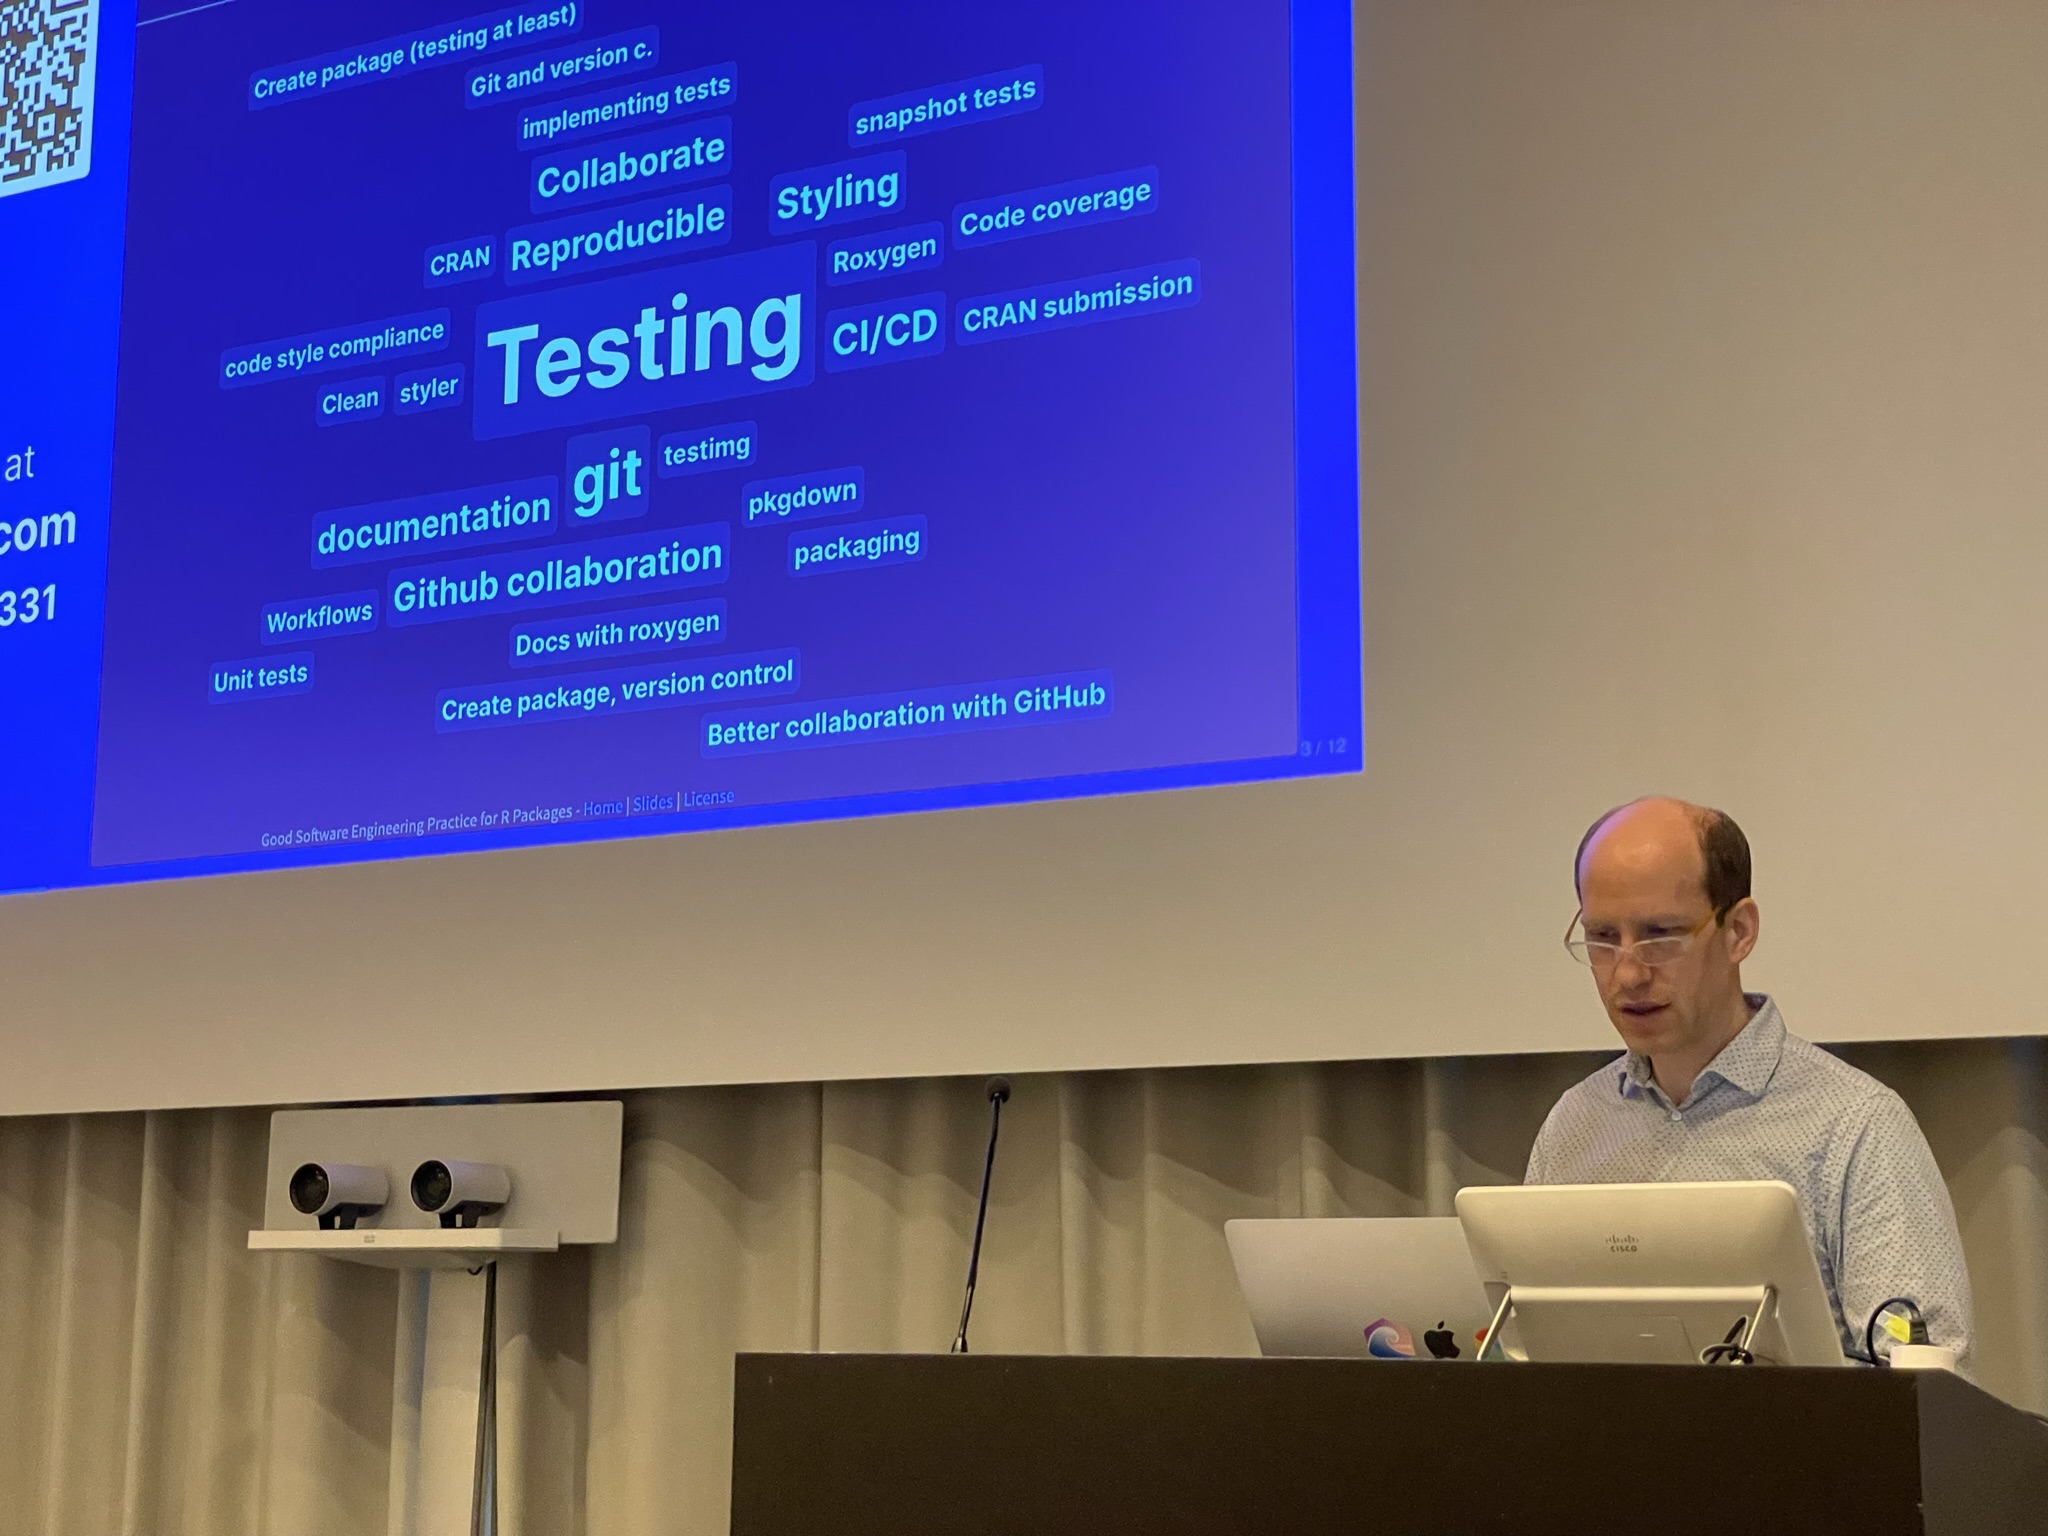 Create package (testing at least)
Git and version c.
implementing tests
snapshot tests
Collaborate
Styling
Code coverage
CRAN
Reproducible
Roxygen
Testing
CI/CD
CRAN submission
code style compliance
Clean
styler
at
git
testimg
pkgdown
com
documentation
packaging
331
Github collaboration
Workflows
Docs with roxygen
Unit tests
Create package, version control
Better collaboration with GitHub
3 / 12
Good Software Engineering Practice for R Packages - Home | Slides | License
cisco